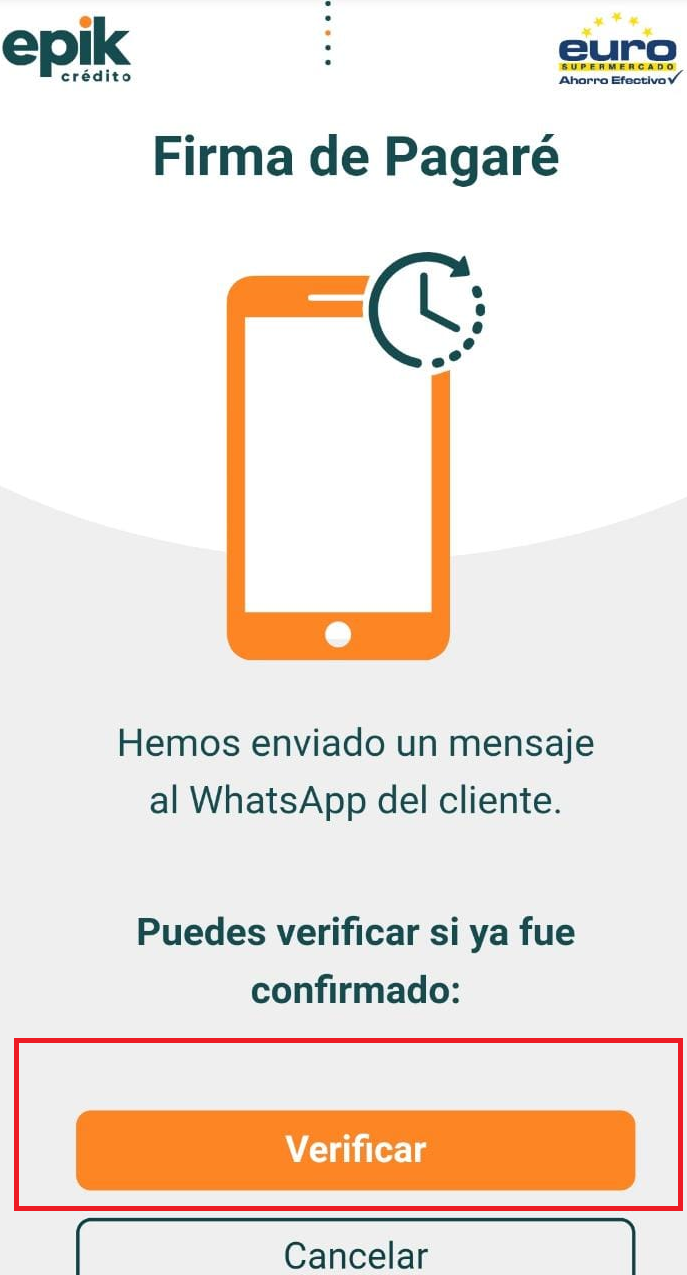 epik
crédito
euro
SUPERMERCADO
Ahorro Efectivo
Firma de Pagaré
Hemos enviado un mensaje
al WhatsApp del cliente.
Puedes verificar si ya fue
confirmado:
Verificar
Cancelar